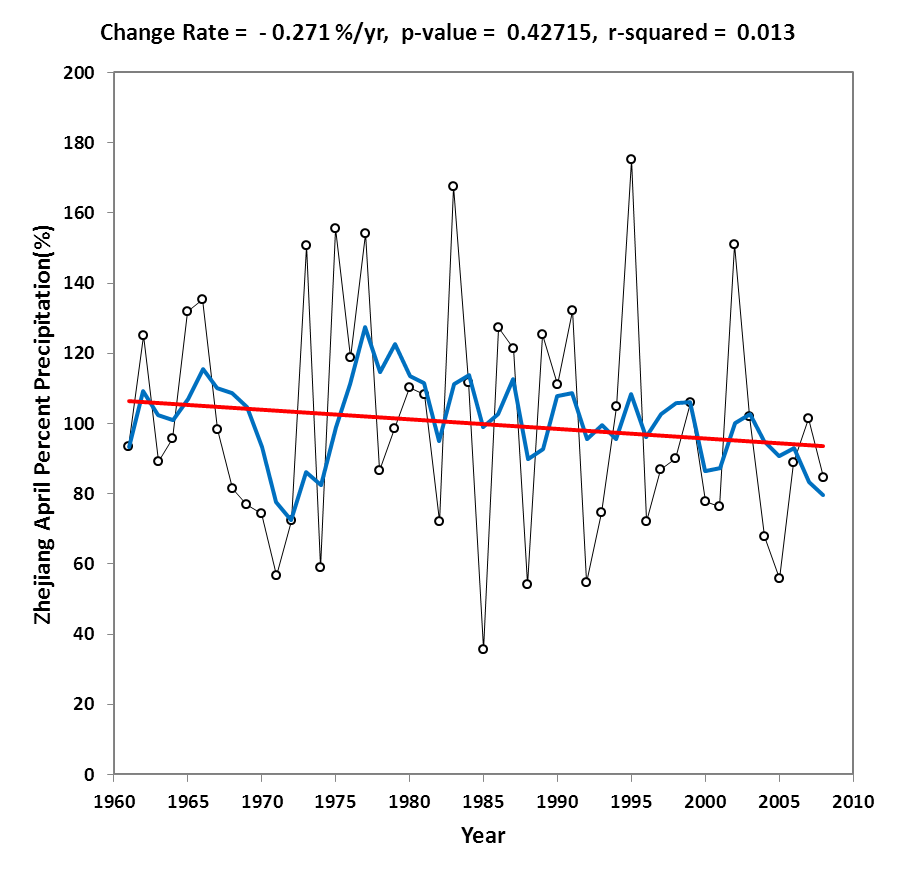 Change Rate = - 0.271 %/yr, p-value = 0.42715, r-squared = 0.013
200
180
160
140
120
100
80
60
40
20
0
Zhejiang April Percent Precipitation(%)
1960 1965 1970 1975 1980 1985 1990 1995 2000 2005 2010
Year